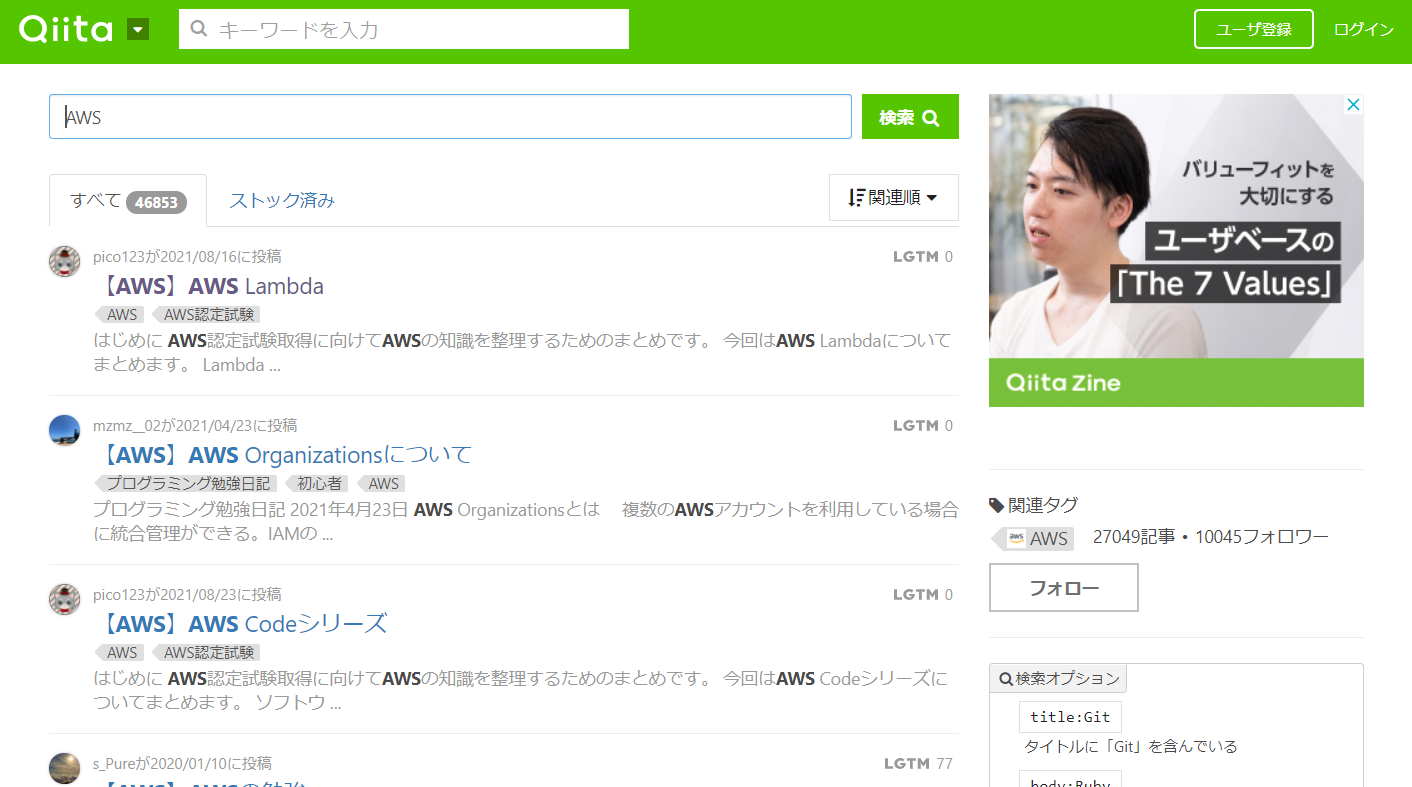 Qiita
キーワードを入力
ユーザ登録
ログイン
AWS
検索
すべて 46853
ストック済み
関連順
pico123が2021/08/16に投稿
LGTM 0
【AWS】AWS Lambda
AWS
AWS認定試験
はじめに AWS認定試験取得に向けてAWSの知識を整理するためのまとめです。 今回はAWS Lambdaについて
まとめます。 Lambda ...
mzmz__02が2021/04/23に投稿
LGTM 0
【AWS】AWS Organizationsについて
プログラミング勉強日記
初心者
AWS
プログラミング勉強日記 2021年4月23日 AWS Organizationsとは　 複数のAWSアカウントを利用している場合
に統合管理ができる。IAMの ...
pico123が2021/08/23に投稿
LGTM 0
【AWS】AWS Codeシリーズ
AWS
AWS認定試験
はじめに AWS認定試験取得に向けてAWSの知識を整理するためのまとめです。 今回はAWS Codeシリーズに
ついてまとめます。 ソフトウ ...
s_Pureが2020/01/10に投稿
LGTM 77
【AWS】AWSの勉強
バリューフィットを
大切にする
ユーザベースの
「The 7 Values」
Qiita Zine
関連タグ
aws AWS
27049記事・10045フォロワー
フォロー
検索オプション
title:Git
タイトルに「Git」を含んでいる
body:Ruby